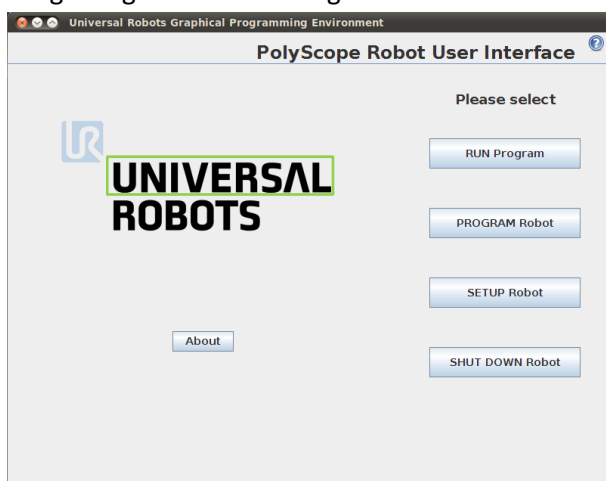 Universal Robots Graphical Programming Environment
PolyScope Robot User Interface
?
Please select
UR
RUN Program
UNIVERSAL
ROBOTS
PROGRAM Robot
SETUP Robot
About
SHUT DOWN Robot